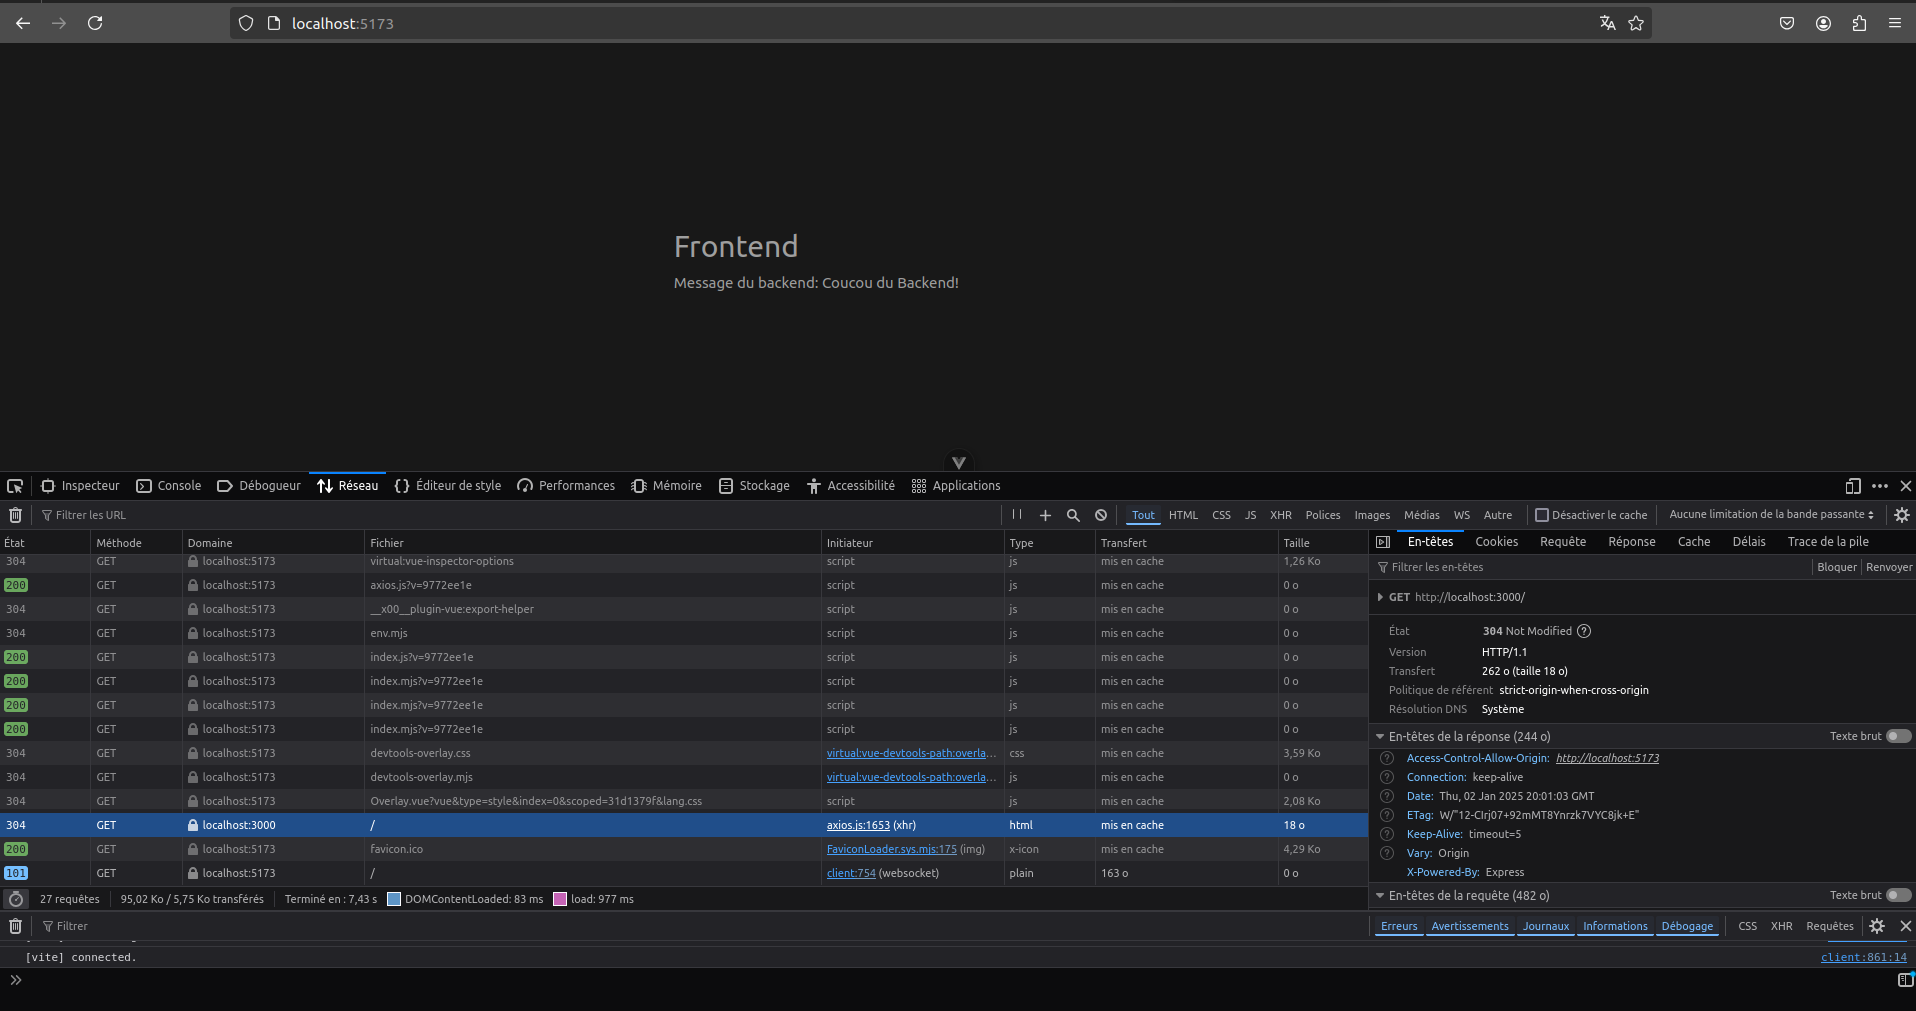 localhost:5173
Frontend
Message du backend: Coucou du Backend!
Inspecteur Console Débogueur Réseau Éditeur de style Performances Mémoire Stockage Accessibilité Applications
Filtrer les URL Tout HTML CSS JS XHR Polices Images Médias WS Autre Désactiver le cache Aucune limitation de la bande passante
État Méthode Domaine Fichier Initiateur Type Transfert Taille
304 GET localhost:5173 virtual:vue-inspector-options script js mis en cache 1,26 Ko
200 GET localhost:5173 axios.js?v=9772ee1e script js mis en cache 0 o
304 GET localhost:5173 __x00__plugin-vue:export-helper script js mis en cache 0 o
304 GET localhost:5173 env.mjs script js mis en cache 0 o
200 GET localhost:5173 index.js?v=9772ee1e script js mis en cache 0 o
200 GET localhost:5173 index.mjs?v=9772ee1e script js mis en cache 0 o
200 GET localhost:5173 index.mjs?v=9772ee1e script js mis en cache 0 o
200 GET localhost:5173 index.mjs?v=9772ee1e script js mis en cache 0 o
304 GET localhost:5173 devtools-overlay.css virtual:vue-devtools-path:overla… css mis en cache 3,59 Ko
304 GET localhost:5173 devtools-overlay.mjs virtual:vue-devtools-path:overla… js mis en cache 0 o
304 GET localhost:5173 Overlay.vue?vue&type=style&index=0&scoped=31d1379f&lang.css script js mis en cache 2,08 Ko
304 GET localhost:3000 / axios.js:1653 (xhr) html mis en cache 18 o
200 GET localhost:5173 favicon.ico FaviconLoader.sys.mjs:175 (img) x-icon mis en cache 4,29 Ko
101 GET localhost:5173 / client:754 (websocket) plain 163 o 0 o
27 requêtes 95,02 Ko / 5,75 Ko transférés Terminé en : 7,43 s DOMContentLoaded: 83 ms load: 977 ms
En-têtes Cookies Requête Réponse Cache Délais Trace de la pile
Filtrer les en-têtes Bloquer Renvoyer
GET http://localhost:3000/
État 304 Not Modified ?
Version HTTP/1.1
Transfert 262 o (taille 18 o)
Politique de référent strict-origin-when-cross-origin
Résolution DNS Système
En-têtes de la réponse (244 o) Texte brut
? Access-Control-Allow-Origin: http://localhost:5173
? Connection: keep-alive
? Date: Thu, 02 Jan 2025 20:01:03 GMT
? ETag: W/"12-CIrj07+92mMT8Ynrzk7VYC8jk+E"
? Keep-Alive: timeout=5
? Vary: Origin
X-Powered-By: Express
En-têtes de la requête (482 o) Texte brut
Filtrer Erreurs Avertissements Journaux Informations Débogage CSS XHR Requêtes
[vite] connected. client:861:14